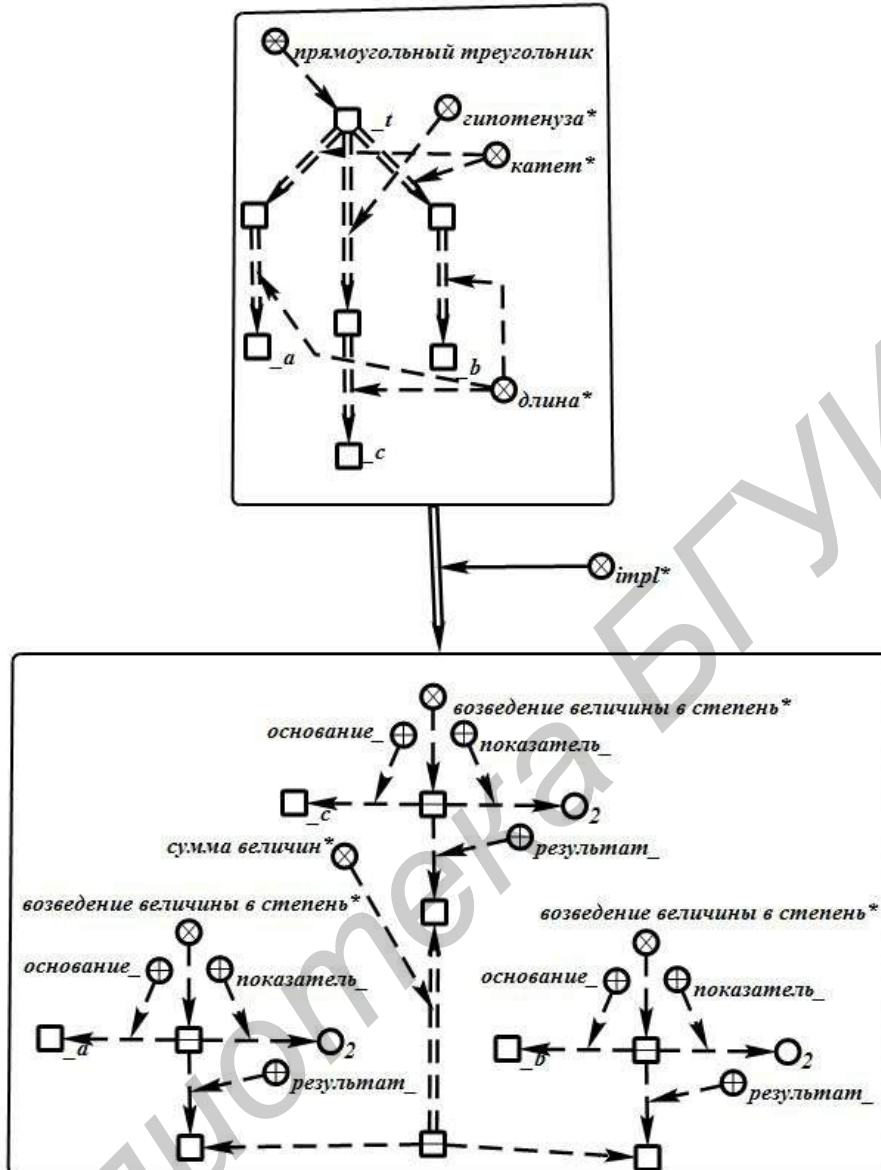 прямоугольный треугольник
_t
гипотенуза*
катет*
_a
_b
длина*
_c
impl*
возведение величины в степень*
основание_
показатель_
_c
2
сумма величин*
результат_
возведение величины в степень*
возведение величины в степень*
основание_
показатель_
основание_
показатель_
_a
2
_b
2
результат_
результат_